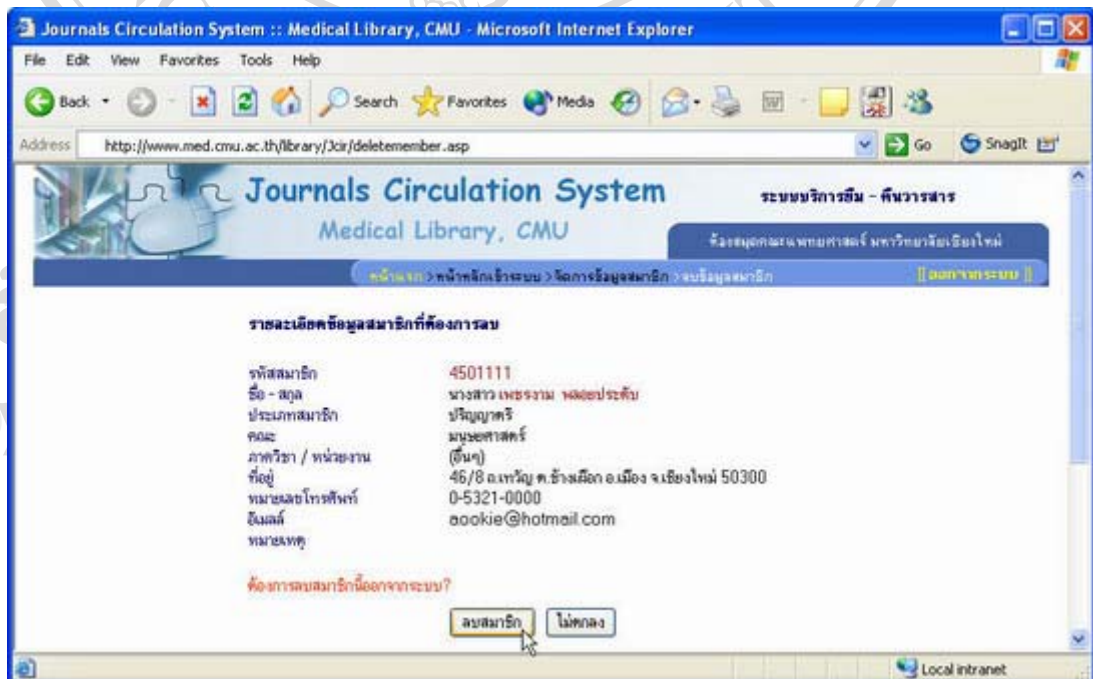 Journals Circulation System :: Medical Library, CMU - Microsoft Internet Explorer
File Edit View Favorites Tools Help
Back Search Favorites Media
Address http://www.med.cmu.ac.th/library/Jcir/deletemember.asp Go SnagIt
Journals Circulation System ระบบบริการยืม - คืนวารสาร
Medical Library, CMU ห้องสมุดคณะแพทยศาสตร์ มหาวิทยาลัยเชียงใหม่
หน้าแรก > หน้าหลักเข้าระบบ > จัดการข้อมูลสมาชิก > ลบข้อมูลสมาชิก [[ ออกจากระบบ ]]
รายละเอียดข้อมูลสมาชิกที่ต้องการลบ
รหัสสมาชิก 4501111
ชื่อ - สกุล นางสาว เพชรงาม พลอยประดับ
ประเภทสมาชิก ปริญญาตรี
คณะ มนุษยศาสตร์
ภาควิชา / หน่วยงาน (อื่นๆ)
ที่อยู่ 46/8 ถ.เทวัญ ต.ช้างเผือก อ.เมือง จ.เชียงใหม่ 50300
หมายเลขโทรศัพท์ 0-5321-0000
อีเมลล์ aookie@hotmail.com
หมายเหตุ
ต้องการลบสมาชิกนี้ออกจากระบบ?
ลบสมาชิก ไม่ตกลง
Local intranet